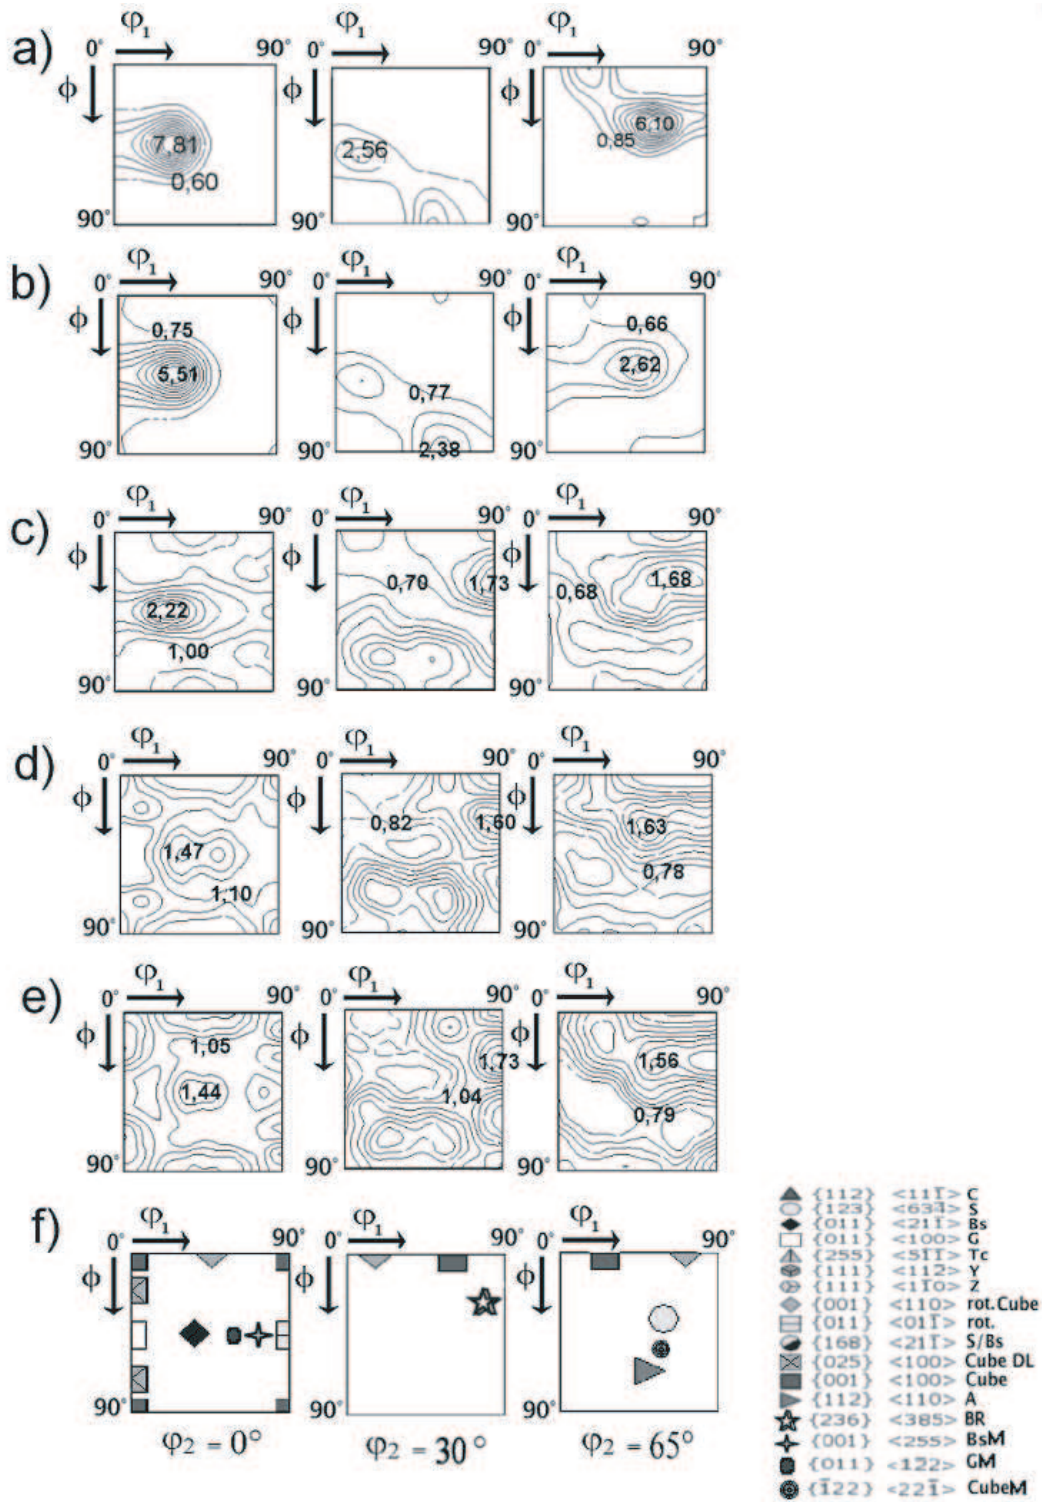 φ₁ φ₁ φ₁
a) 0° 90° 0° 90° 0° 90°
ϕ ϕ ϕ
7,81 2,56 6,10
0,60 0,85
90° 90° 90°
φ₁ φ₁ φ₁
b) 0° 90° 0° 90° 0° 90°
ϕ ϕ ϕ
0,75 0,66
5,51 0,77 2,62
90° 2,38 90° 90°
φ₁ φ₁ φ₁
c) 0° 90° 0° 90° 0° 90°
ϕ ϕ ϕ
2,22 0,70 1,73 0,68 1,68
1,00
90° 90° 90°
φ₁ φ₁ φ₁
d) 0° 90° 0° 90° 0° 90°
ϕ ϕ ϕ
1,47 0,82 1,60 1,63
1,10 0,78
90° 90° 90°
φ₁ φ₁ φ₁
e) 0° 90° 0° 90° 0° 90°
ϕ ϕ ϕ
1,05 1,73 1,56
1,44 1,04 0,79
90° 90° 90°
φ₁ φ₁ φ₁
f) 0° 90° 0° 90° 0° 90°
ϕ ϕ ϕ
90° 90° 90°
φ₂ = 0° φ₂ = 30° φ₂ = 65°
{112} <111̄> C
{123} <634̄> S
{011} <211̄> Bs
{011} <100> G
{255} <51̄1̄> Tc
{111} <112̄> Y
{111} <11̄0> Z
{001} <110> rot.Cube
{011} <011̄> rot.
{168} <211̄> S/Bs
{025} <100> Cube DL
{001} <100> Cube
{112} <110> A
{236} <385> BR
{001} <255> BsM
{011} <122> GM
{1̄22} <221̄> CubeM